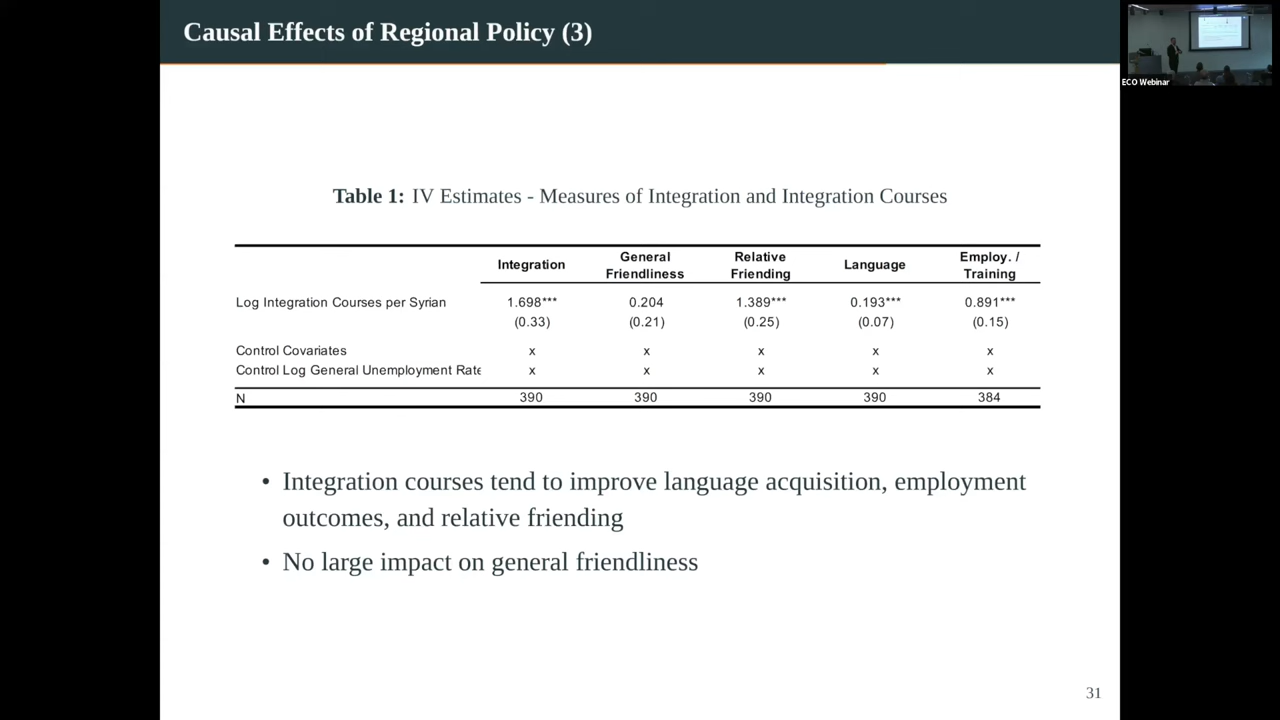 Causal Effects of Regional Policy (3)
ECO Webinar
Table 1: IV Estimates - Measures of Integration and Integration Courses
Integration General Friendliness Relative Friending Language Employ. / Training
Log Integration Courses per Syrian 1.698*** 0.204 1.389*** 0.193*** 0.891***
(0.33) (0.21) (0.25) (0.07) (0.15)
Control Covariates x x x x x
Control Log General Unemployment Rate x x x x x
N 390 390 390 390 384
• Integration courses tend to improve language acquisition, employment
outcomes, and relative friending
• No large impact on general friendliness
31